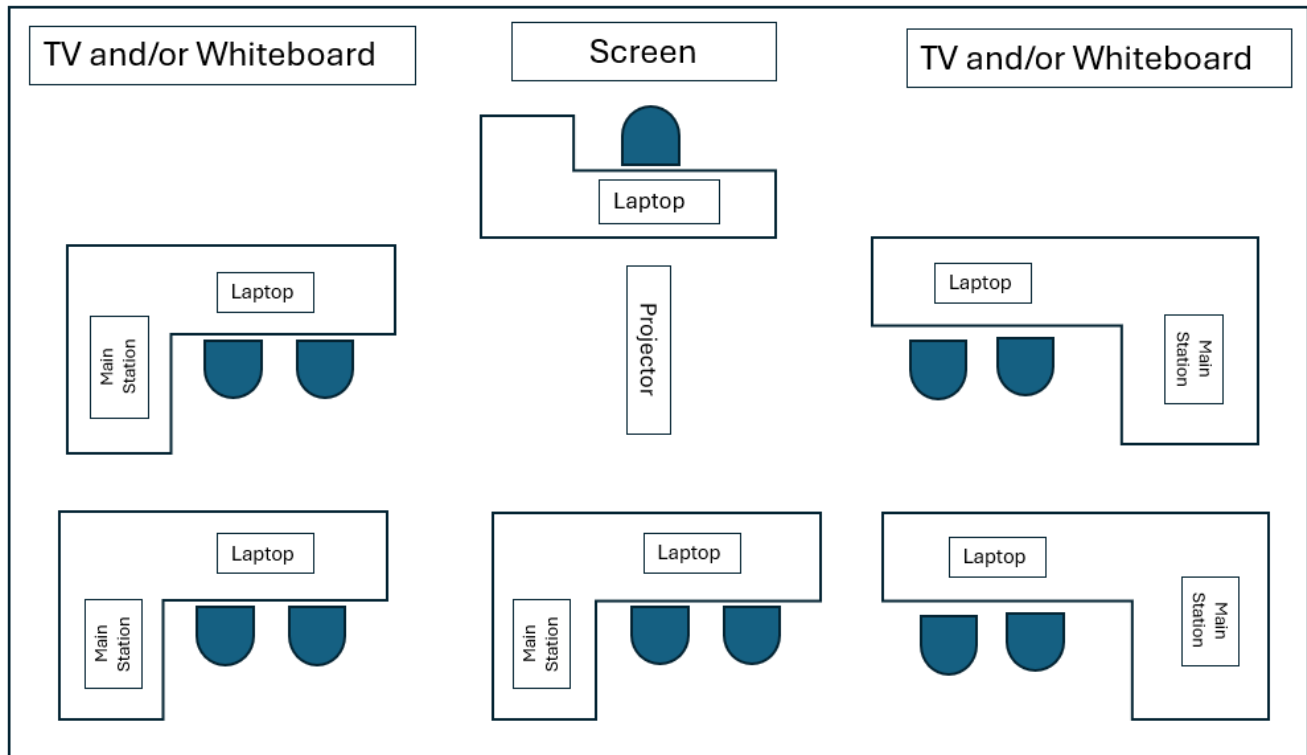 TV and/or Whiteboard
Screen
TV and/or Whiteboard
Laptop
Laptop
Main
Station
Projector
Laptop
Main
Station
Laptop
Main
Station
Laptop
Main
Station
Laptop
Main
Station